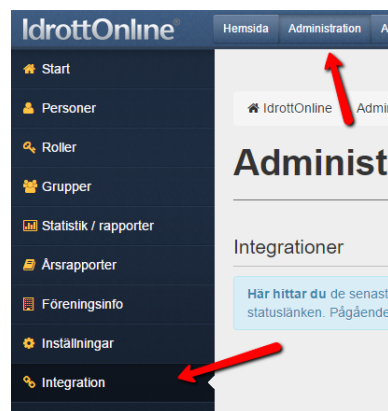 IdrottOnline
Hemsida Administration
Start
Personer
Roller
Grupper
Statistik / rapporter
Årsrapporter
Föreningsinfo
Inställningar
Integration
IdrottOnline
Administ
Integrationer
Här hittar du de senast
statuslänken. Pågående